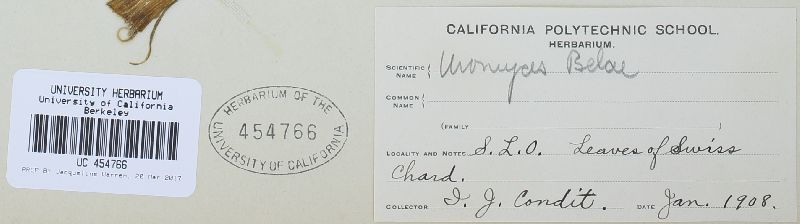 UNIVERSITY HERBARIUM
University of California
Berkeley
UC 454766
PREP BY Jacqueline Warren, 20 Mar 2017
HERBARIUM OF THE
454766
UNIVERSITY OF CALIFORNIA
CALIFORNIA POLYTECHNIC SCHOOL.
HERBARIUM.
SCIENTIFIC NAME { Uromyces Betae
COMMON NAME {
(FAMILY )
LOCALITY AND NOTES S.L.O. Leaves of Swiss
Chard.
COLLECTOR I. J. Condit. DATE Jan. 1908.